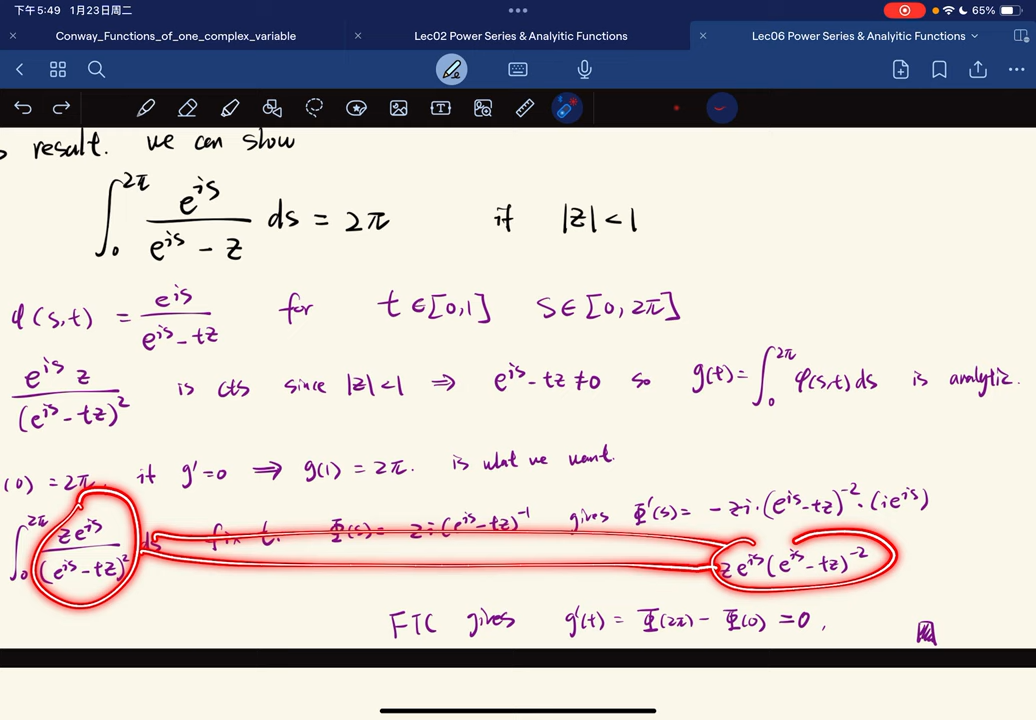 下午5:49 1月23日周二
65%
Conway_Functions_of_one_complex_variable
Lec02 Power Series & Analyitic Functions
Lec06 Power Series & Analyitic Functions
result. we can show
∫₀^{2π} e^{is}/(e^{is} - z) ds = 2π if |z| < 1
φ(s,t) = e^{is}/(e^{is} - tz) for t ∈ [0,1] s ∈ [0, 2π]
e^{is} z/(e^{is} - tz)² is cts since |z| < 1 ⇒ e^{is} - tz ≠ 0 so g(t) = ∫₀^{2π} φ(s,t) ds is analytic.
(0) = 2π. if g' = 0 ⇒ g(1) = 2π. is what we want.
∫₀^{2π} z e^{is}/(e^{is} - tz)² ds fix t. Φ(s) = z i (e^{is} - tz)^{-1} gives Φ'(s) = - zi · (e^{is} - tz)^{-2} · (i e^{is})
z e^{is} (e^{is} - tz)^{-2}
FTC gives g'(t) = Φ(2π) - Φ(0) = 0.